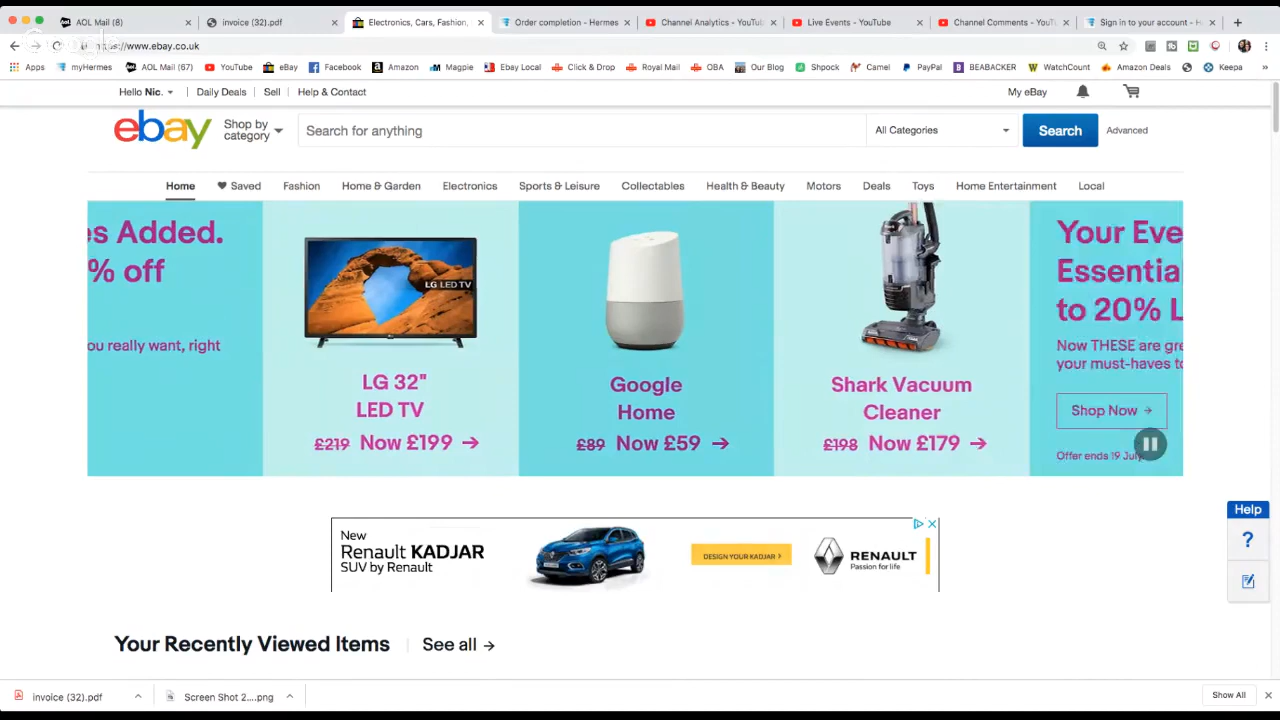 AOL Mail (8)
invoice (32).pdf
Electronics, Cars, Fashion,
Order completion - Hermes
Channel Analytics - YouTu
Live Events - YouTube
Channel Comments - YouTu
Sign in to your account - H
https://www.ebay.co.uk
Google
Apps
myHermes
AOL Mail (67)
YouTube
eBay
Facebook
Amazon
Magpie
Ebay Local
Click & Drop
Royal Mail
OBA
Our Blog
Shpock
Camel
PayPal
BEABACKER
WatchCount
Amazon Deals
Keepa
Hello Nic.
Daily Deals
Sell
Help & Contact
My eBay
ebay
Shop by
category
Search for anything
All Categories
Search
Advanced
Home
Saved
Fashion
Home & Garden
Electronics
Sports & Leisure
Collectables
Health & Beauty
Motors
Deals
Toys
Home Entertainment
Local
es Added.
% off
ou really want, right
LG LED TV
LG 32"
LED TV
£219 Now £199 →
Google
Home
£89 Now £59 →
Shark Vacuum
Cleaner
£198 Now £179 →
Your Eve
Essentia
to 20% L
Now THESE are gre
your must-haves to
Shop Now →
Offer ends 19 July.
New
Renault KADJAR
SUV by Renault
DESIGN YOUR KADJAR >
RENAULT
Passion for life
Help
?
Your Recently Viewed Items
See all →
invoice (32).pdf
Screen Shot 2....png
Show All